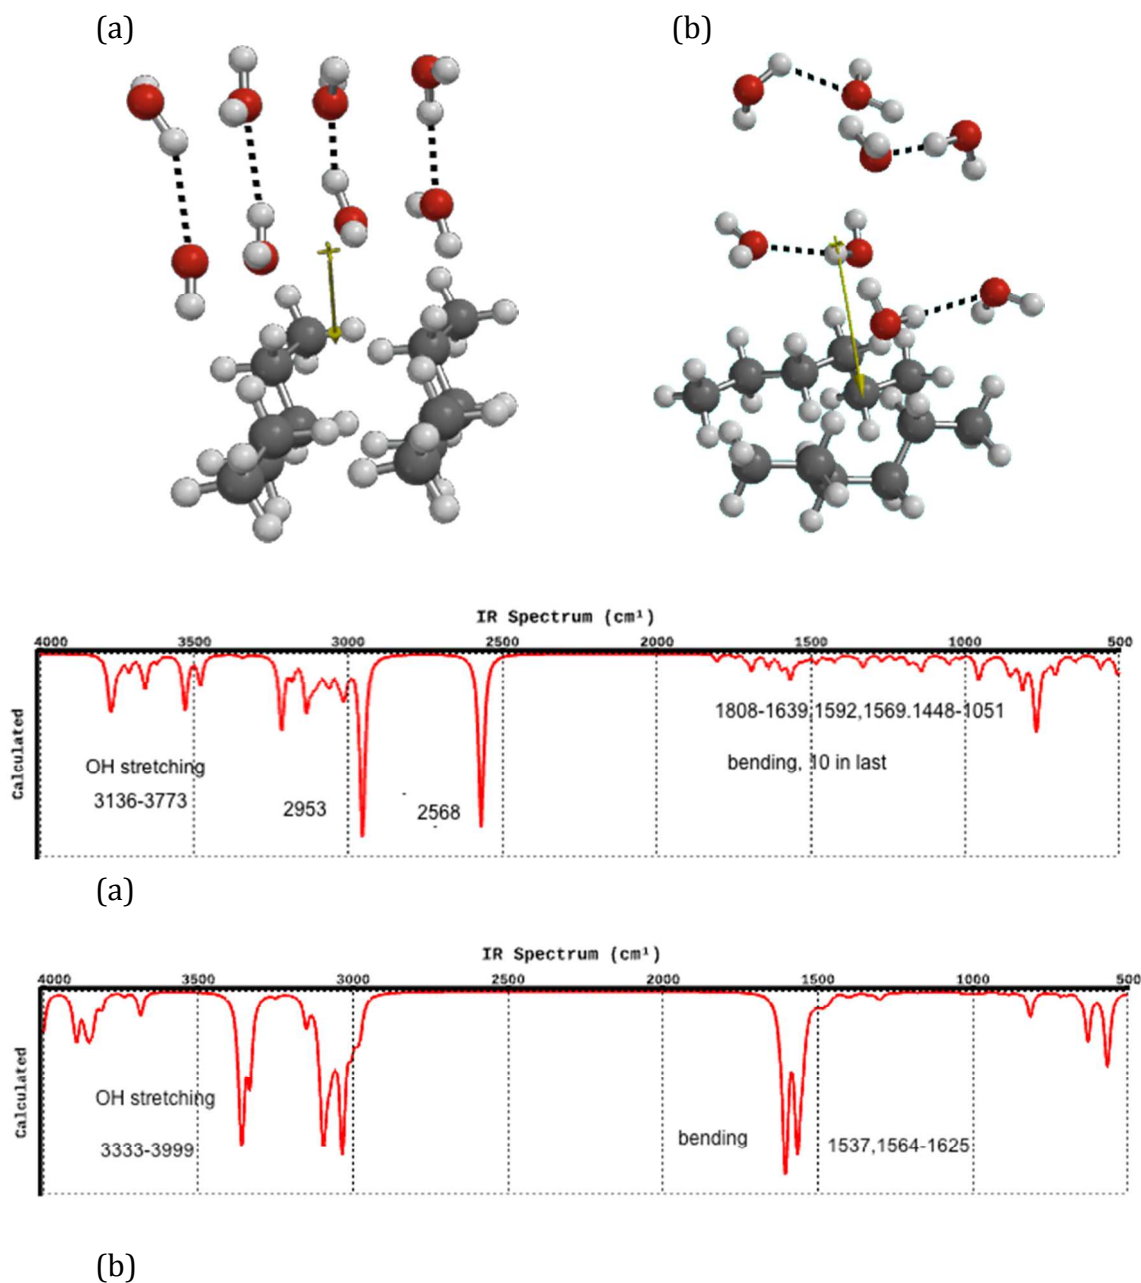 (a) (b)
IR Spectrum (cm¹)
4000 3500 3000 2500 2000 1500 1000 500
Calculated
OH stretching
3136-3773
2953
2568
1808-1639,1592,1569.1448-1051
bending, 10 in last
(a)
IR Spectrum (cm¹)
4000 3500 3000 2500 2000 1500 1000 500
Calculated
OH stretching
3333-3999
bending
1537,1564-1625
(b)